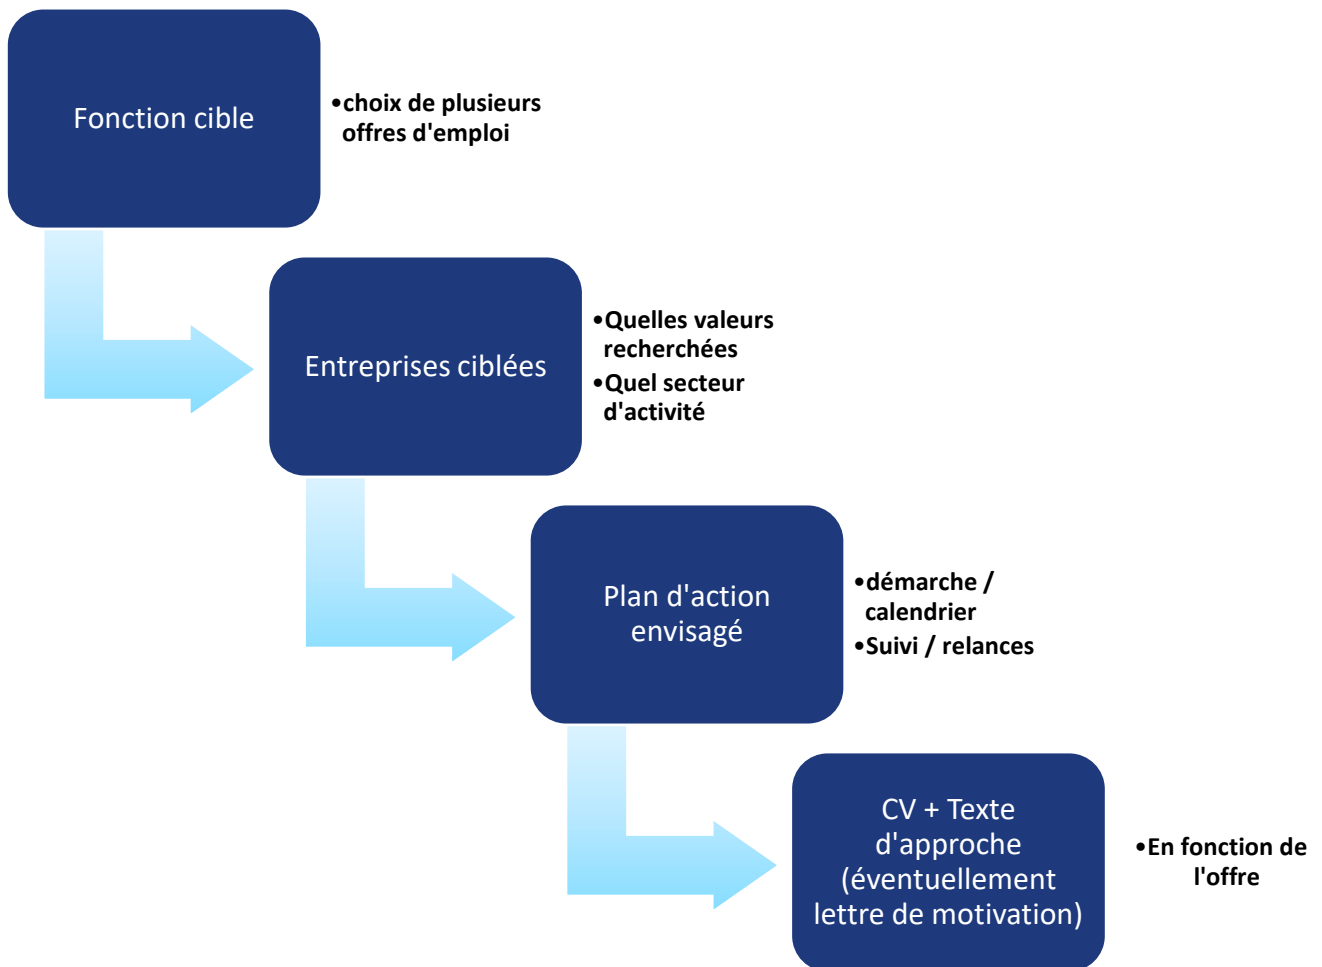 Fonction cible
•choix de plusieurs
offres d'emploi
Entreprises ciblées
•Quelles valeurs
recherchées
•Quel secteur
d'activité
Plan d'action
envisagé
•démarche /
calendrier
•Suivi / relances
CV + Texte
d'approche
(éventuellement
lettre de motivation)
•En fonction de
l'offre